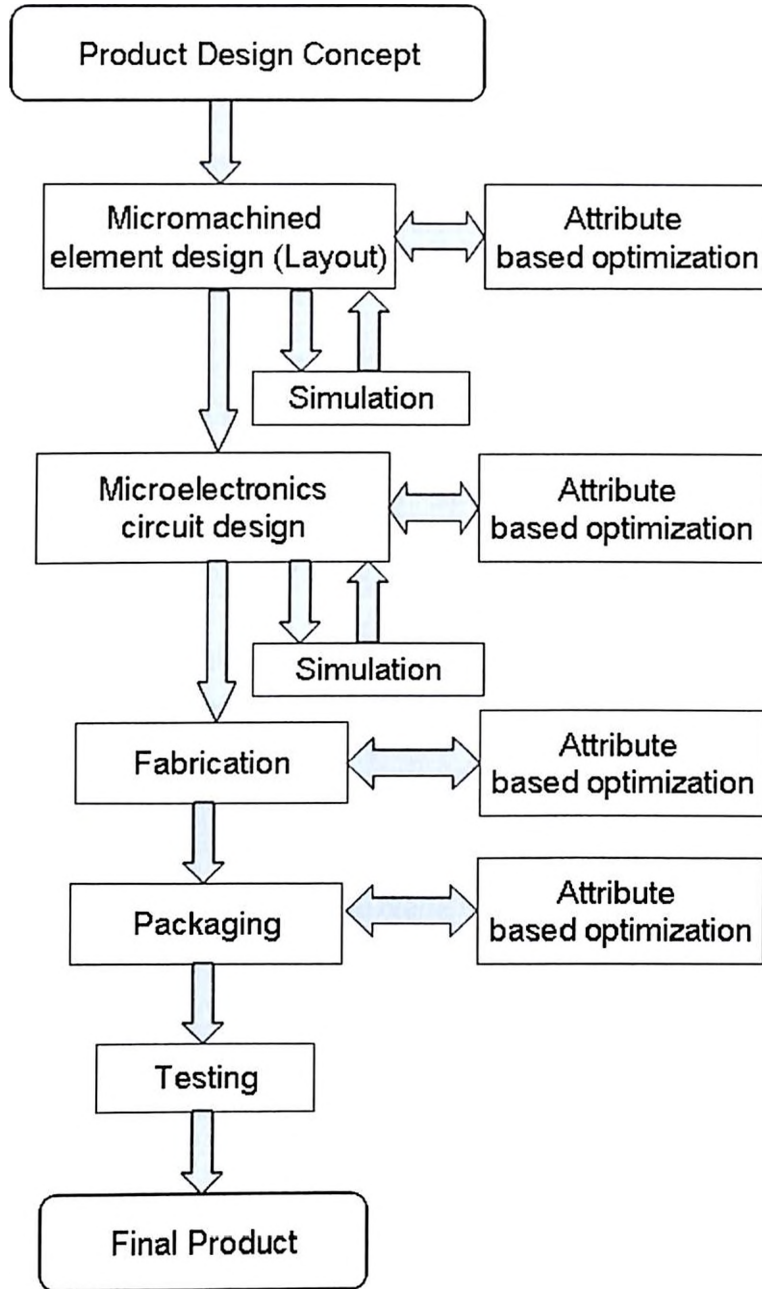 Product Design Concept
Micromachined
element design (Layout)
Attribute
based optimization
Simulation
Microelectronics
circuit design
Attribute
based optimization
Simulation
Fabrication
Attribute
based optimization
Packaging
Attribute
based optimization
Testing
Final Product